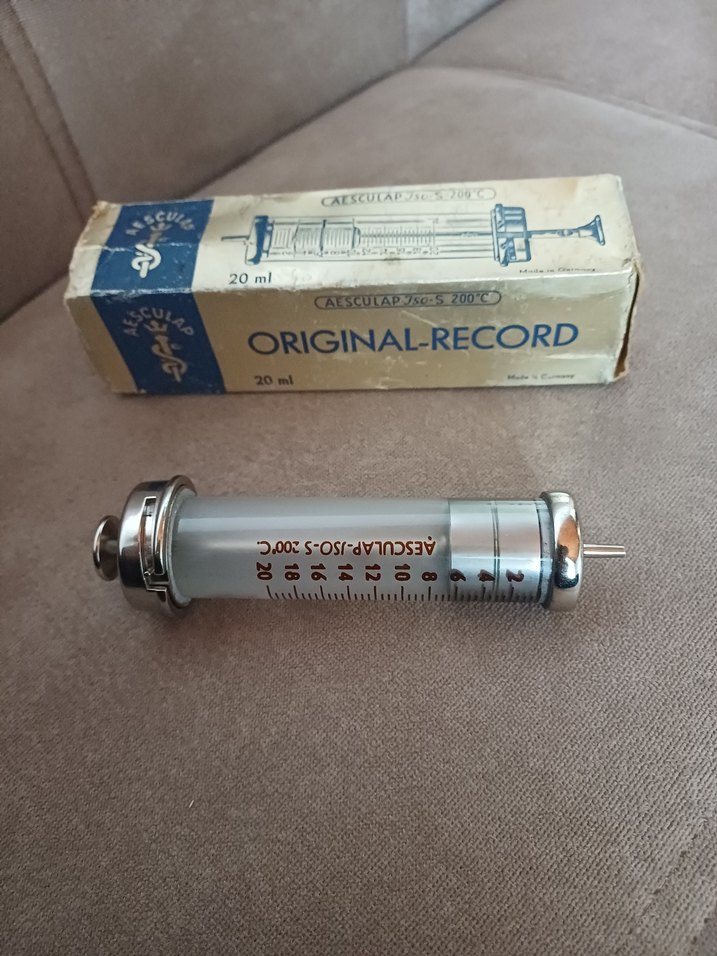 AESCULAP Jso-S 200°C
AESCULAP
20 ml
Made in Germany
AESCULAP Jso-S 200°C
AESCULAP
ORIGINAL-RECORD
20 ml
Made in Germany
AESCULAP-JSO-S 200°C.
20 18 16 14 12 10 8 6 4 2